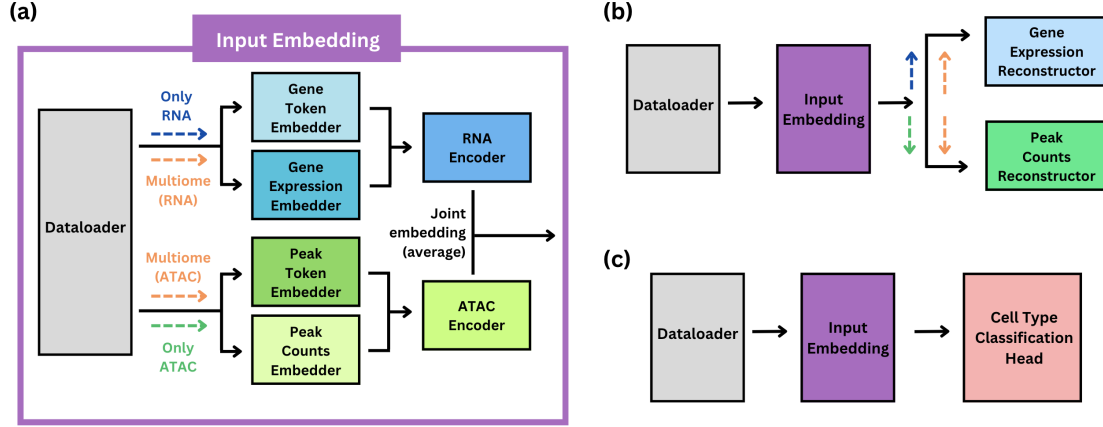 (a)
Input Embedding
Dataloader
Only
RNA
Multiome
(RNA)
Gene
Token
Embedder
Gene
Expression
Embedder
RNA
Encoder
Joint
embedding
(average)
Multiome
(ATAC)
Only
ATAC
Peak
Token
Embedder
Peak
Counts
Embedder
ATAC
Encoder
(b)
Dataloader
Input
Embedding
Gene
Expression
Reconstructor
Peak
Counts
Reconstructor
(c)
Dataloader
Input
Embedding
Cell Type
Classification
Head